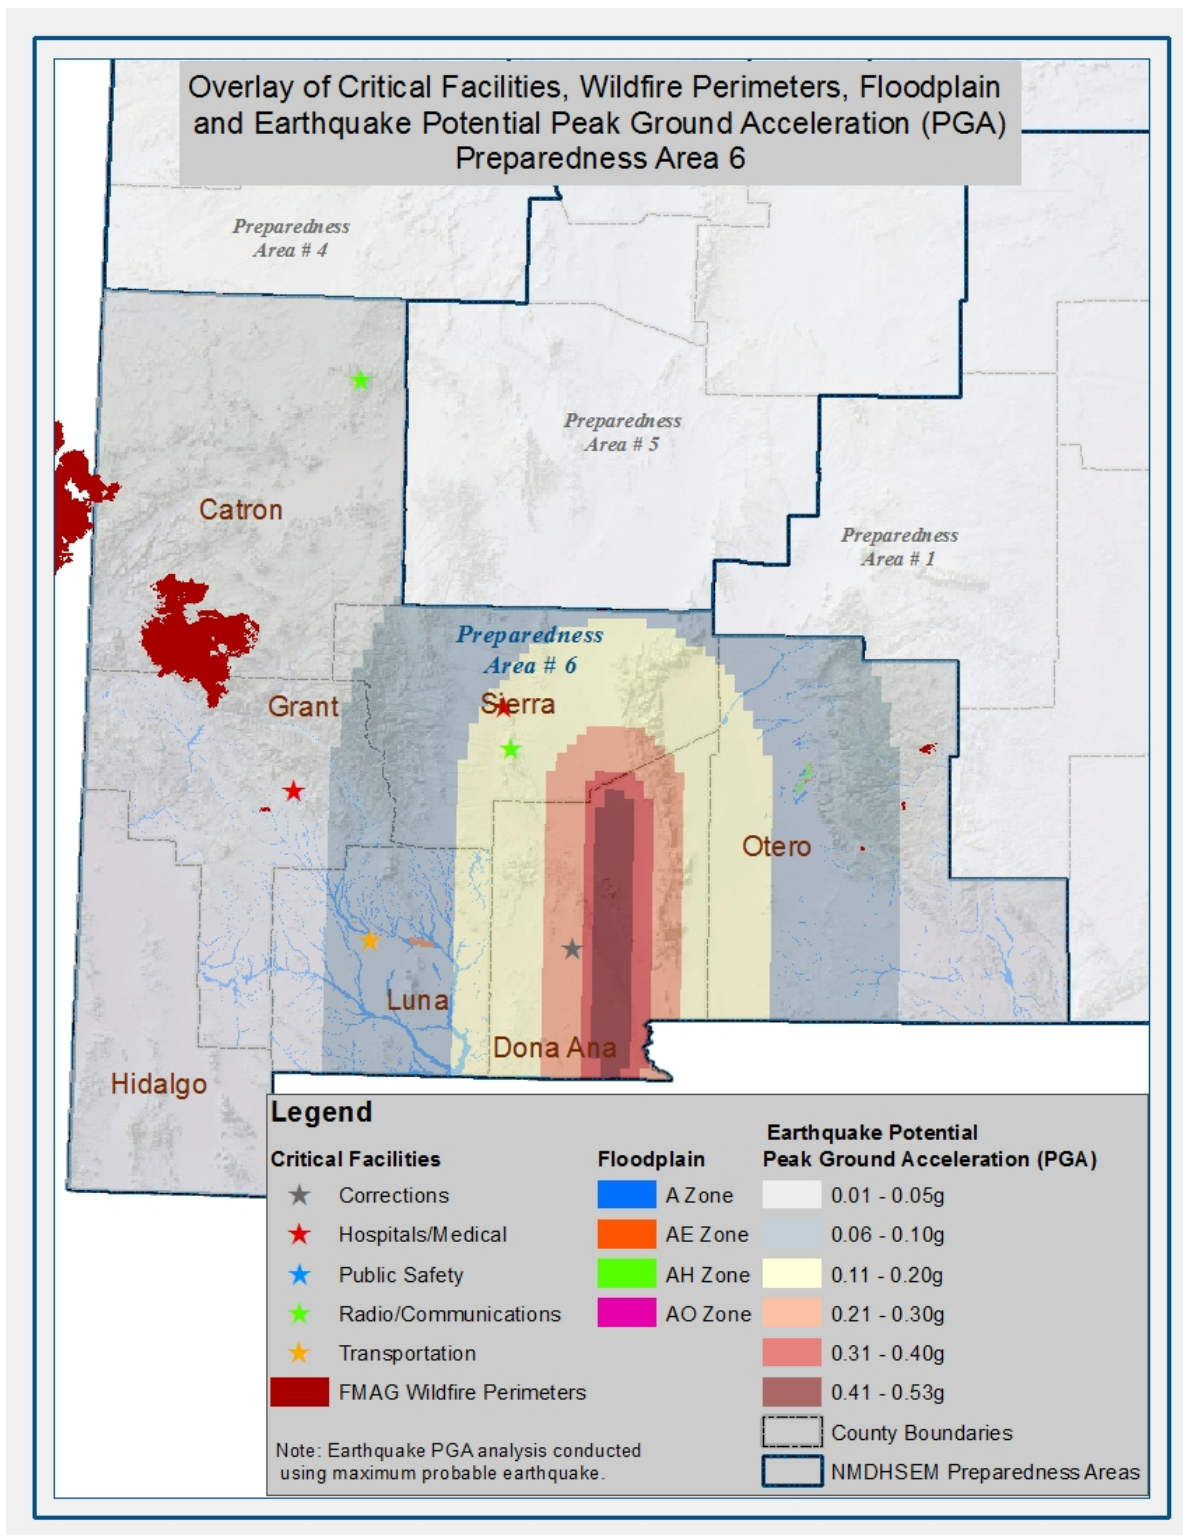 Overlay of Critical Facilities, Wildfire Perimeters, Floodplain
and Earthquake Potential Peak Ground Acceleration (PGA)
Preparedness Area 6
Preparedness
Area # 4
Preparedness
Area # 5
Catron
Preparedness
Area # 1
Preparedness
Area # 6
Sierra
Grant
Otero
Luna
Dona Ana
Hidalgo
Legend
Critical Facilities
Corrections
Hospitals/Medical
Public Safety
Radio/Communications
Transportation
FMAG Wildfire Perimeters
Note: Earthquake PGA analysis conducted
using maximum probable earthquake.
Floodplain
A Zone
AE Zone
AH Zone
AO Zone
Earthquake Potential
Peak Ground Acceleration (PGA)
0.01 - 0.05g
0.06 - 0.10g
0.11 - 0.20g
0.21 - 0.30g
0.31 - 0.40g
0.41 - 0.53g
County Boundaries
NMDHSEM Preparedness Areas